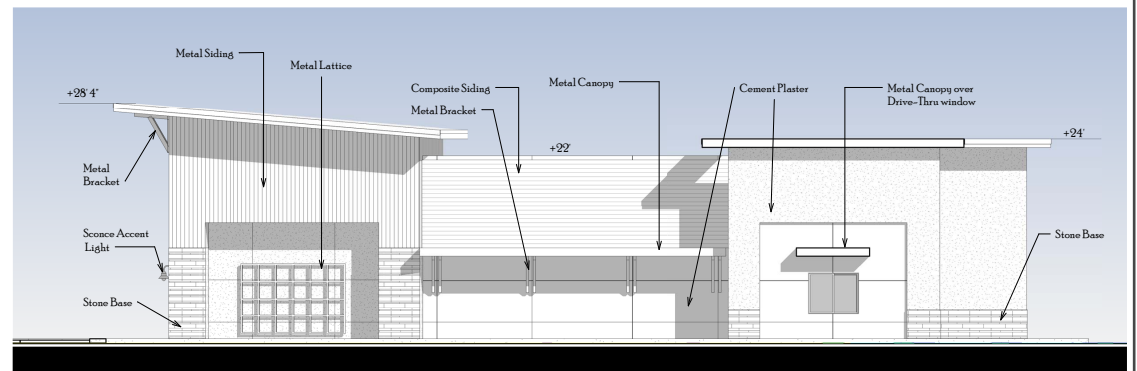 Metal Siding
Metal Lattice
+28' 4"
Composite Siding
Metal Canopy
Metal Bracket
Cement Plaster
Metal Canopy over
Drive-Thru window
+24'
+22'
Metal
Bracket
Sconce Accent
Light
Stone Base
Stone Base